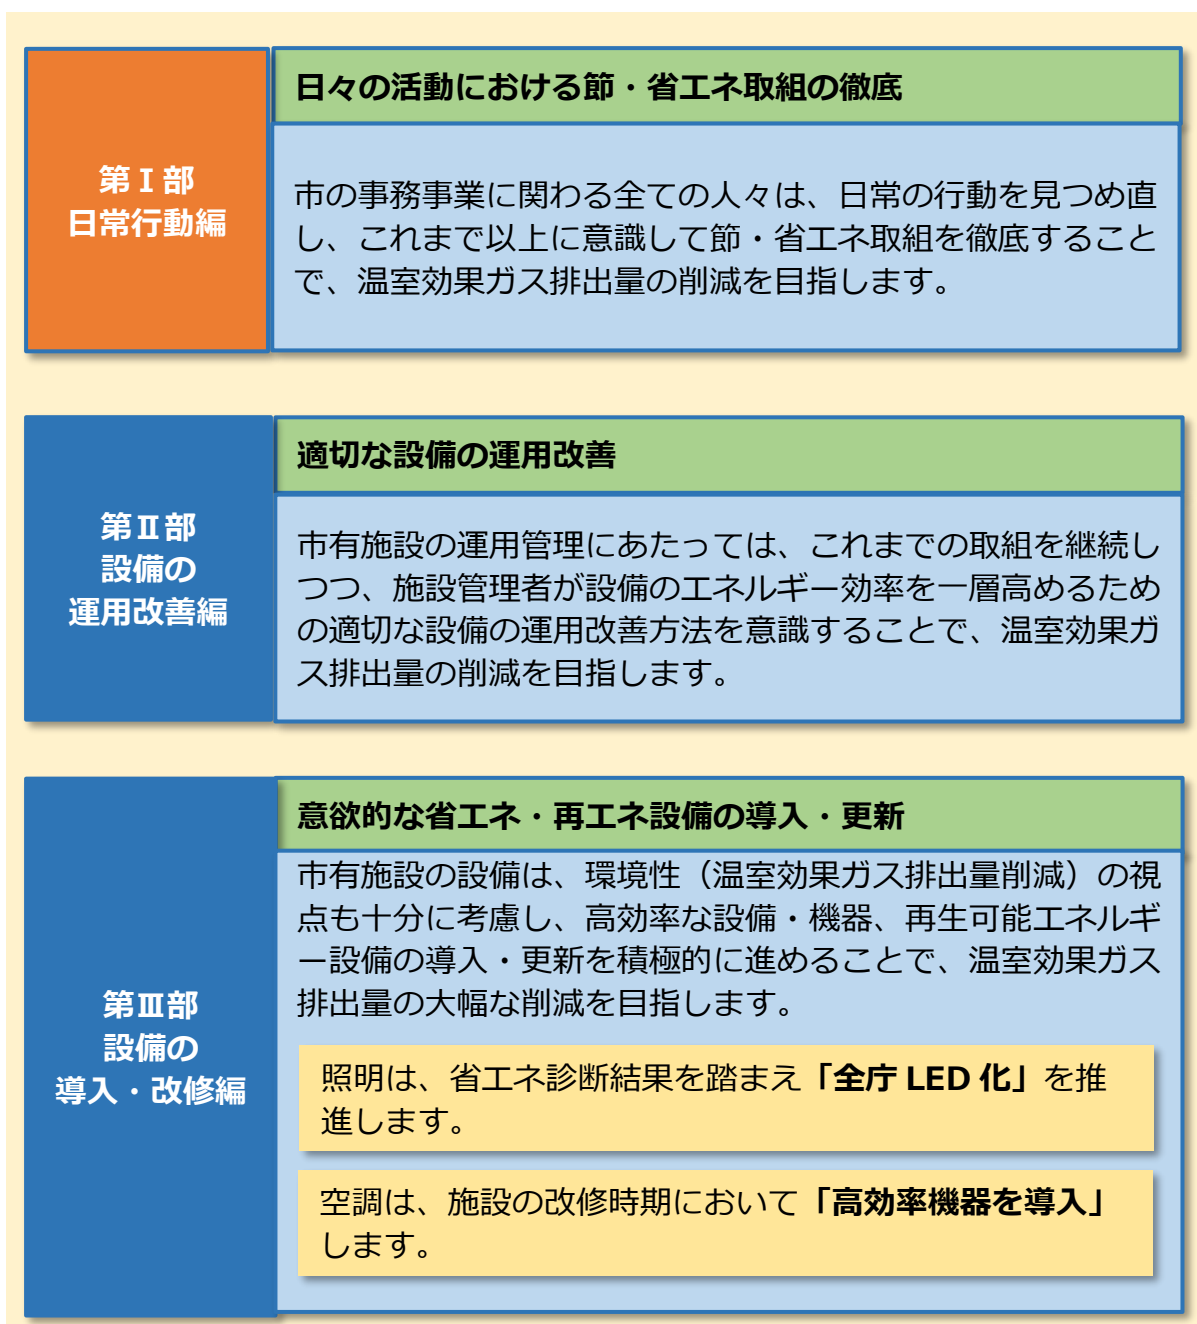 第Ⅰ部
日常行動編
日々の活動における節・省エネ取組の徹底
市の事務事業に関わる全ての人々は、日常の行動を見つめ直
し、これまで以上に意識して節・省エネ取組を徹底すること
で、温室効果ガス排出量の削減を目指します。
第Ⅱ部
設備の
運用改善編
適切な設備の運用改善
市有施設の運用管理にあたっては、これまでの取組を継続し
つつ、施設管理者が設備のエネルギー効率を一層高めるため
の適切な設備の運用改善方法を意識することで、温室効果ガ
ス排出量の削減を目指します。
第Ⅲ部
設備の
導入・改修編
意欲的な省エネ・再エネ設備の導入・更新
市有施設の設備は、環境性（温室効果ガス排出量削減）の視
点も十分に考慮し、高効率な設備・機器、再生可能エネルギ
ー設備の導入・更新を積極的に進めることで、温室効果ガス
排出量の大幅な削減を目指します。
照明は、省エネ診断結果を踏まえ「全庁 LED 化」を推
進します。
空調は、施設の改修時期において「高効率機器を導入」
します。